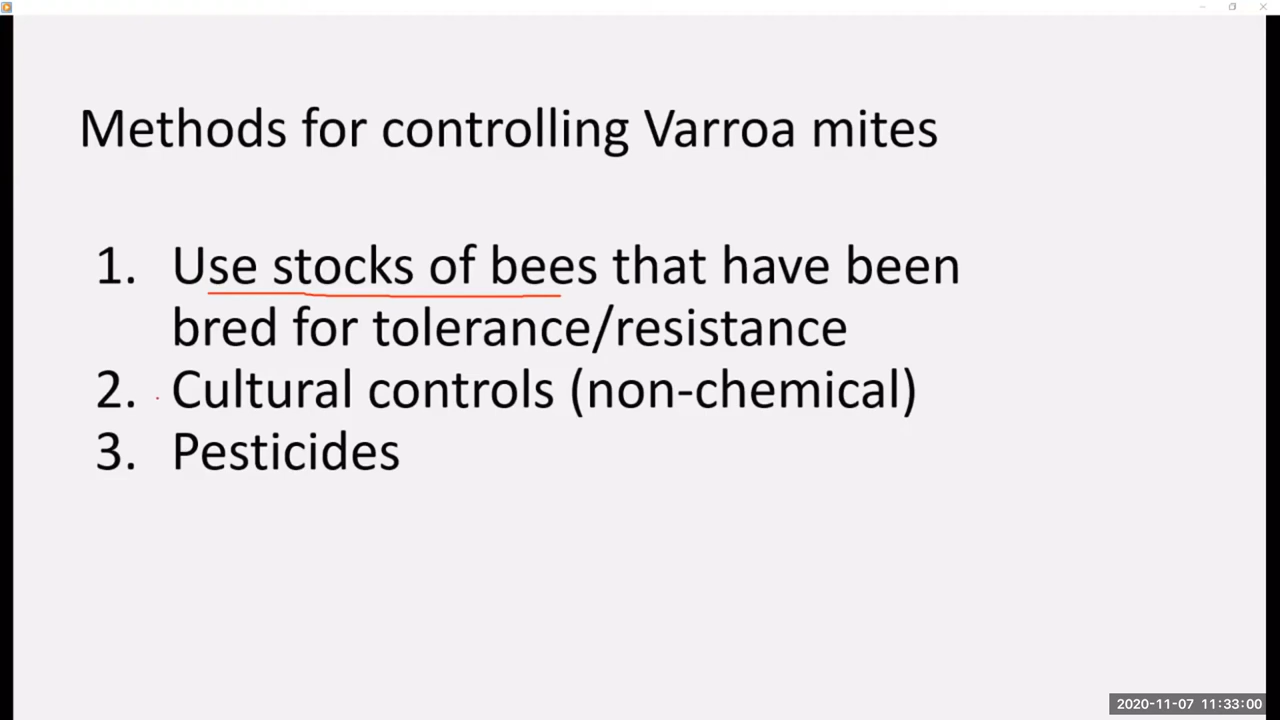 Methods for controlling Varroa mites
1. Use stocks of bees that have been
bred for tolerance/resistance
2. Cultural controls (non-chemical)
3. Pesticides
2020-11-07 11:33:00